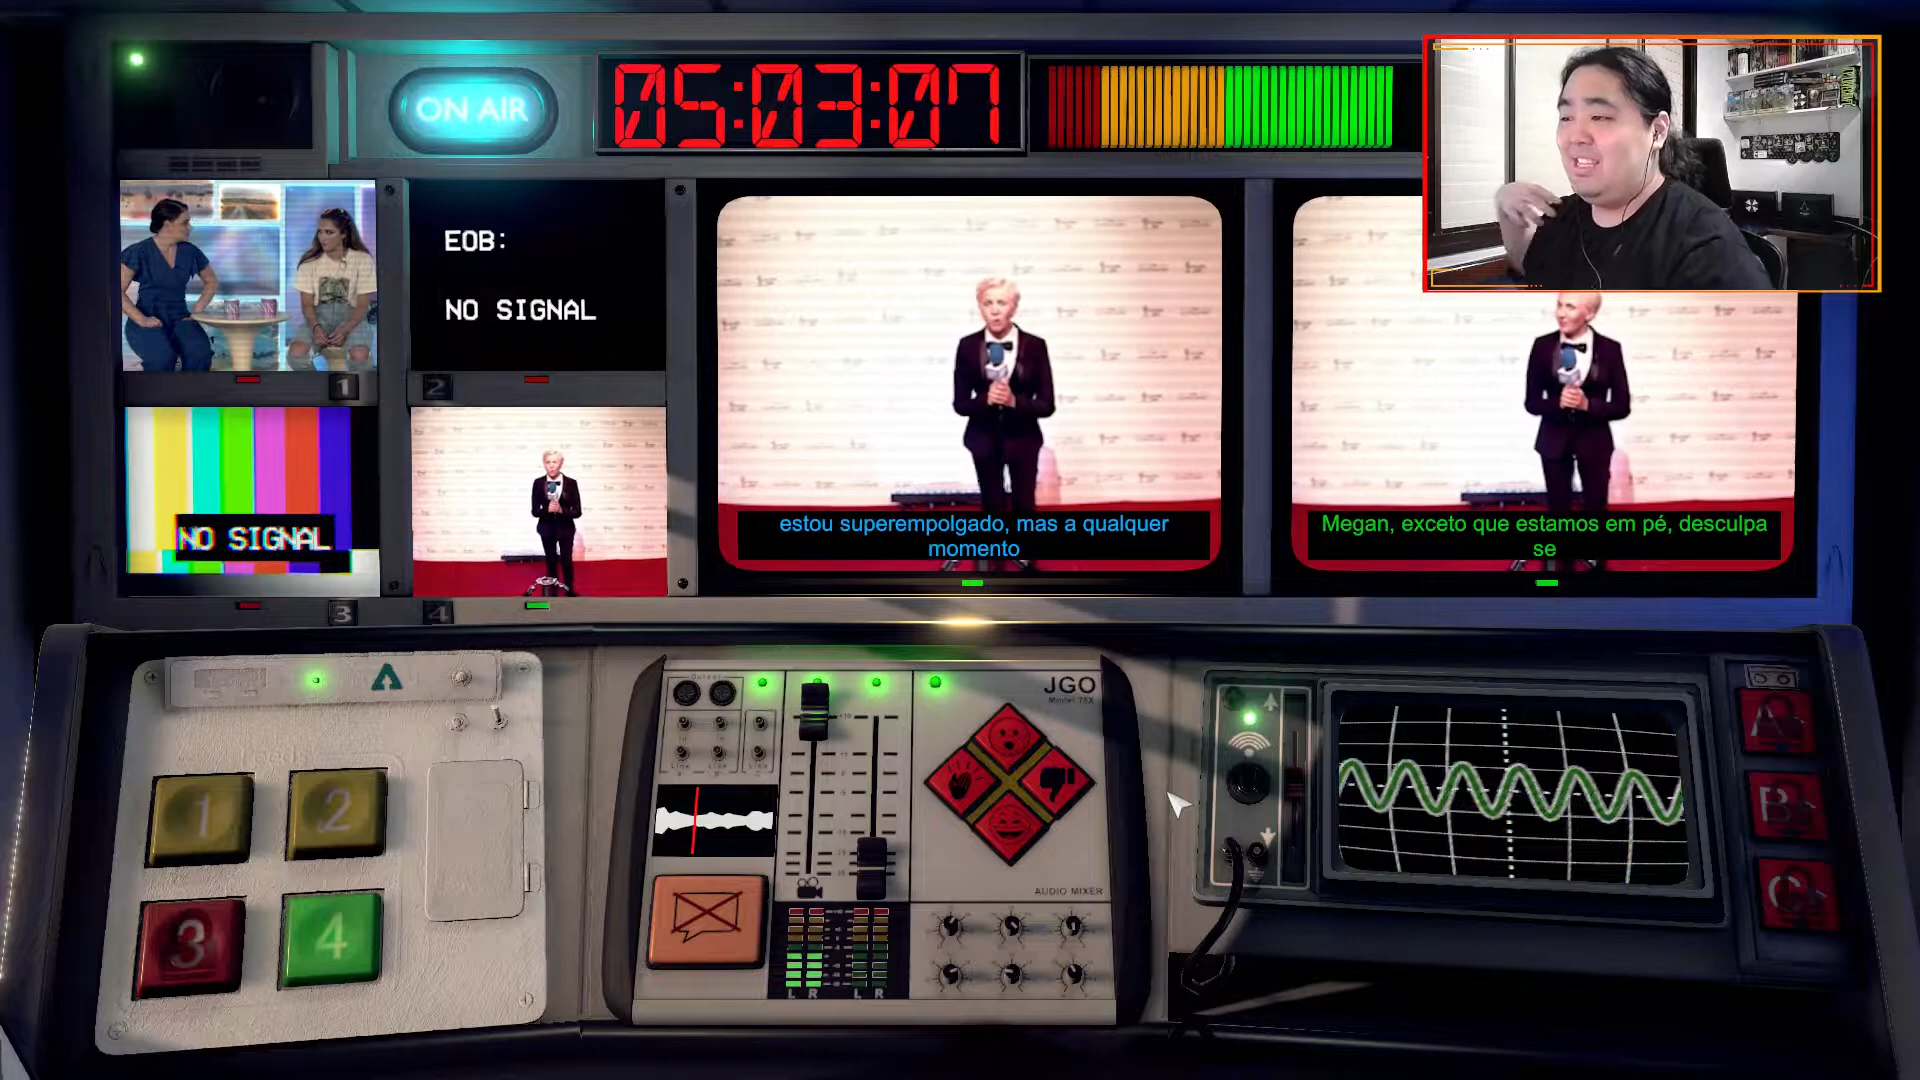 ON AIR
05:03:07
EOB:
NO SIGNAL
1
2
NO SIGNAL
3
4
estou superempolgado, mas a qualquer
momento
Megan, exceto que estamos em pé, desculpa
se
JGO
AUDIO MIXER
1
2
3
4
L R L R
A
B
C